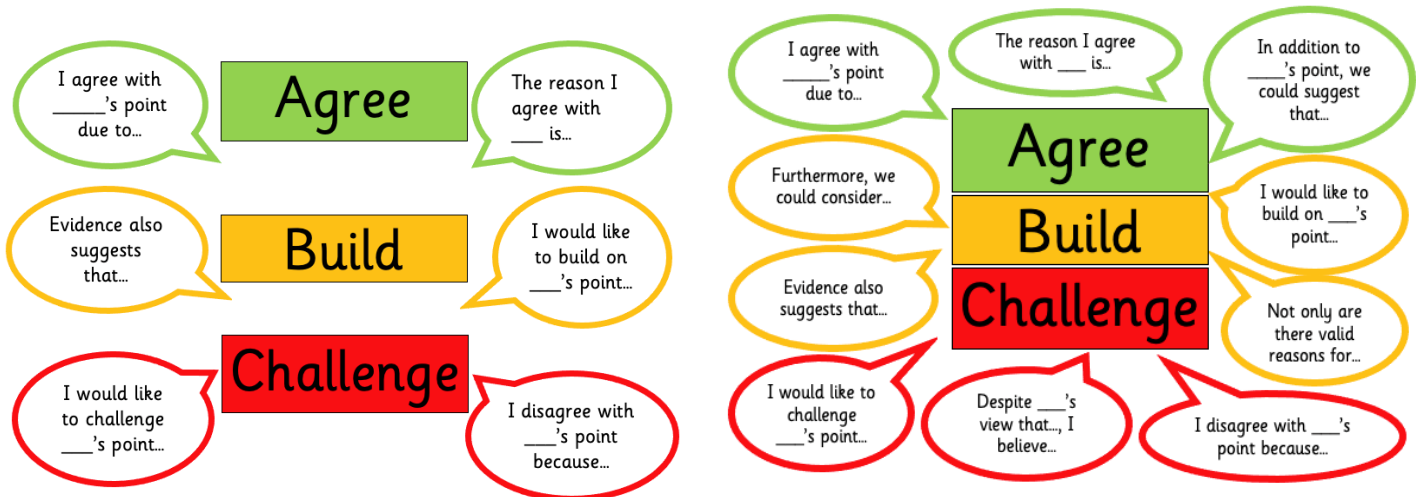 I agree with
_____'s point
due to...
Agree
The reason I
agree with
___ is...
Evidence also
suggests
that...
Build
I would like
to build on
___'s point...
I would like
to challenge
___'s point...
Challenge
I disagree with
___'s point
because...
I agree with
_____'s point
due to...
The reason I agree
with ___ is...
In addition to
____'s point, we
could suggest
that...
Agree
Furthermore, we
could consider...
Build
I would like to
build on ___'s
point...
Evidence also
suggests that...
Challenge
Not only are
there valid
reasons for...
I would like to
challenge
___'s point...
Despite ___'s
view that..., I
believe...
I disagree with ___'s
point because...